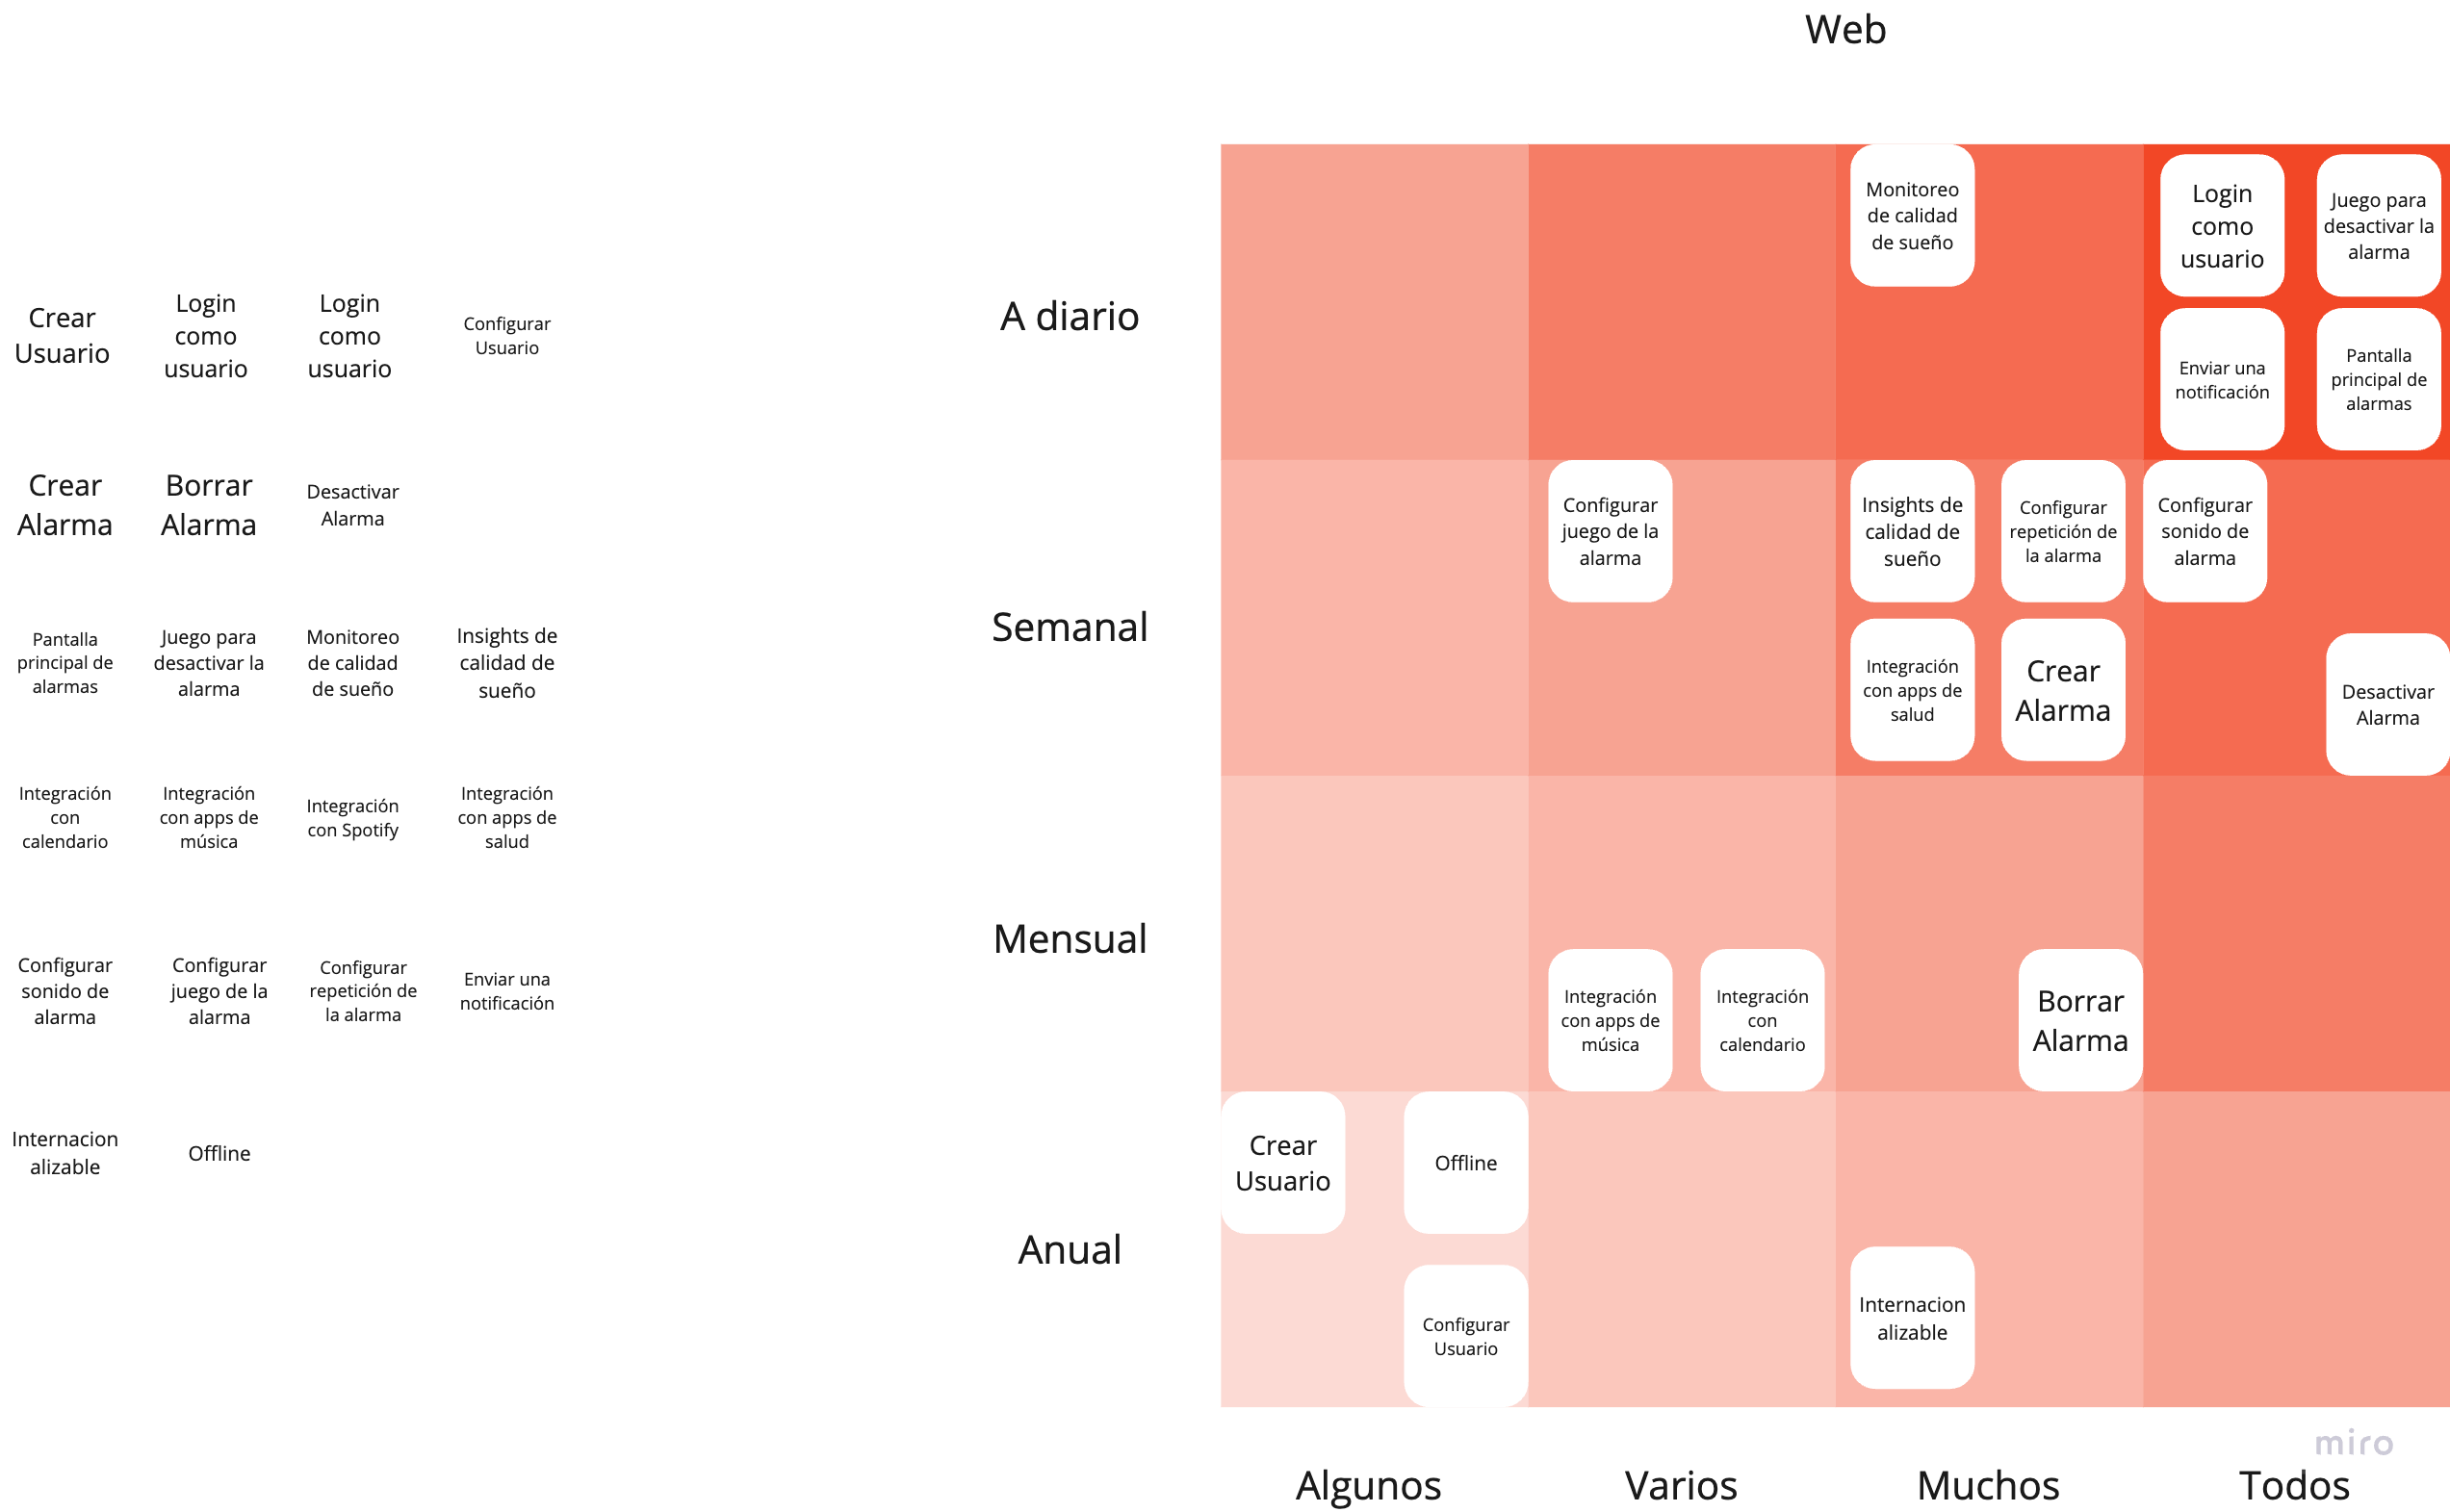 Web
Crear
Usuario
Login
como
usuario
Login
como
usuario
Configurar
Usuario
Crear
Alarma
Borrar
Alarma
Desactivar
Alarma
Pantalla
principal de
alarmas
Juego para
desactivar la
alarma
Monitoreo
de calidad
de sueño
Insights de
calidad de
sueño
Integración
con
calendario
Integración
con apps de
música
Integración
con Spotify
Integración
con apps de
salud
Configurar
sonido de
alarma
Configurar
juego de la
alarma
Configurar
repetición de
la alarma
Enviar una
notificación
Internacion
alizable
Offline
A diario
Monitoreo
de calidad
de sueño
Login
como
usuario
Juego para
desactivar la
alarma
Enviar una
notificación
Pantalla
principal de
alarmas
Semanal
Configurar
juego de la
alarma
Insights de
calidad de
sueño
Configurar
repetición de
la alarma
Configurar
sonido de
alarma
Integración
con apps de
salud
Crear
Alarma
Desactivar
Alarma
Mensual
Integración
con apps de
música
Integración
con
calendario
Borrar
Alarma
Anual
Crear
Usuario
Offline
Configurar
Usuario
Internacion
alizable
miro
Algunos
Varios
Muchos
Todos